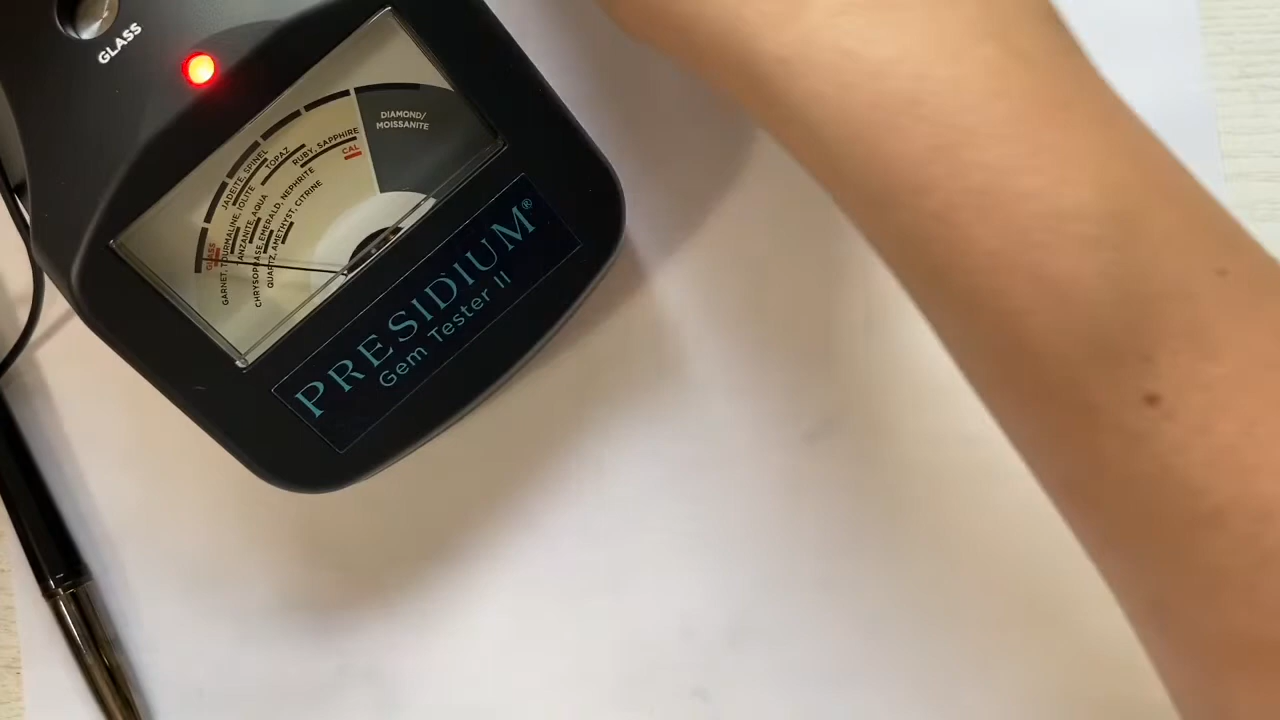 GLASS
DIAMOND/
MOISSANITE
RUBY, SAPPHIRE
CAL
TOPAZ
JADEITE, SPINEL
GLASS
GARNET, TOURMALINE, IOLITE
TANZANITE, AQUA
CHRYSOPRASE, EMERALD, NEPHRITE
QUARTZ, AMETHYST, CITRINE
PRESIDIUM®
Gem Tester II